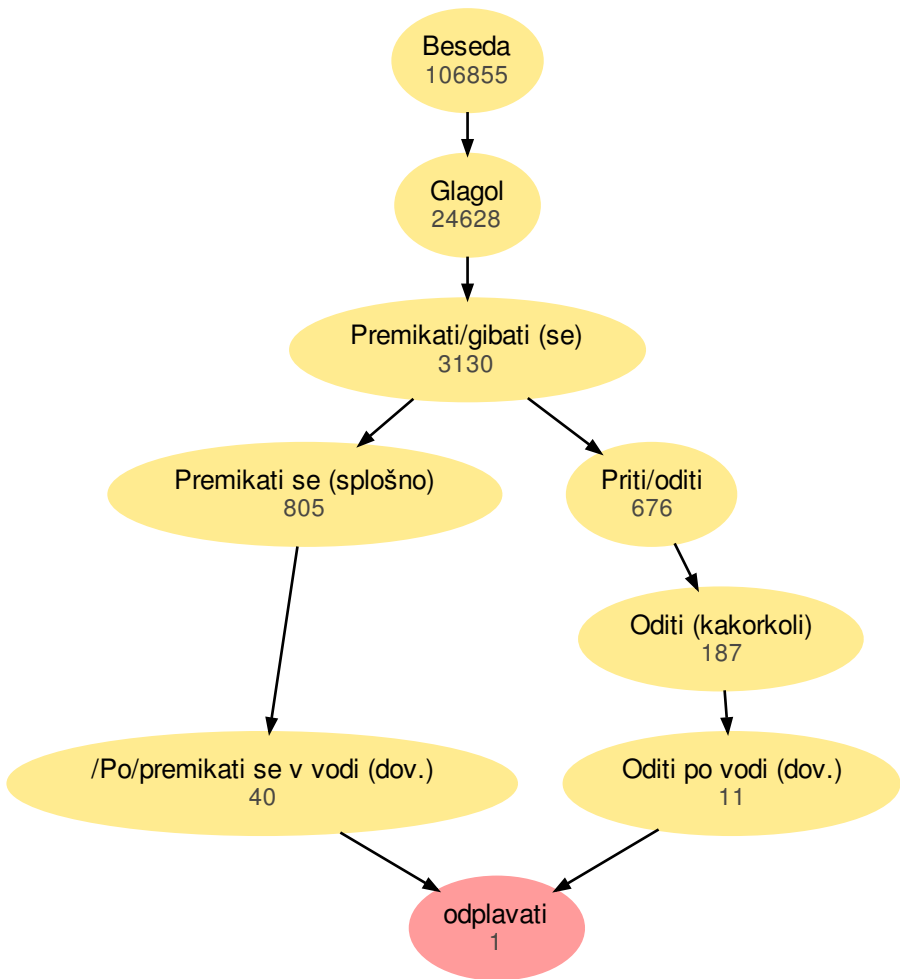 Beseda
106855
Glagol
24628
Premikati/gibati (se)
3130
Premikati se (splošno)
805
Priti/oditi
676
Oditi (kakorkoli)
187
/Po/premikati se v vodi (dov.)
40
Oditi po vodi (dov.)
11
odplavati
1